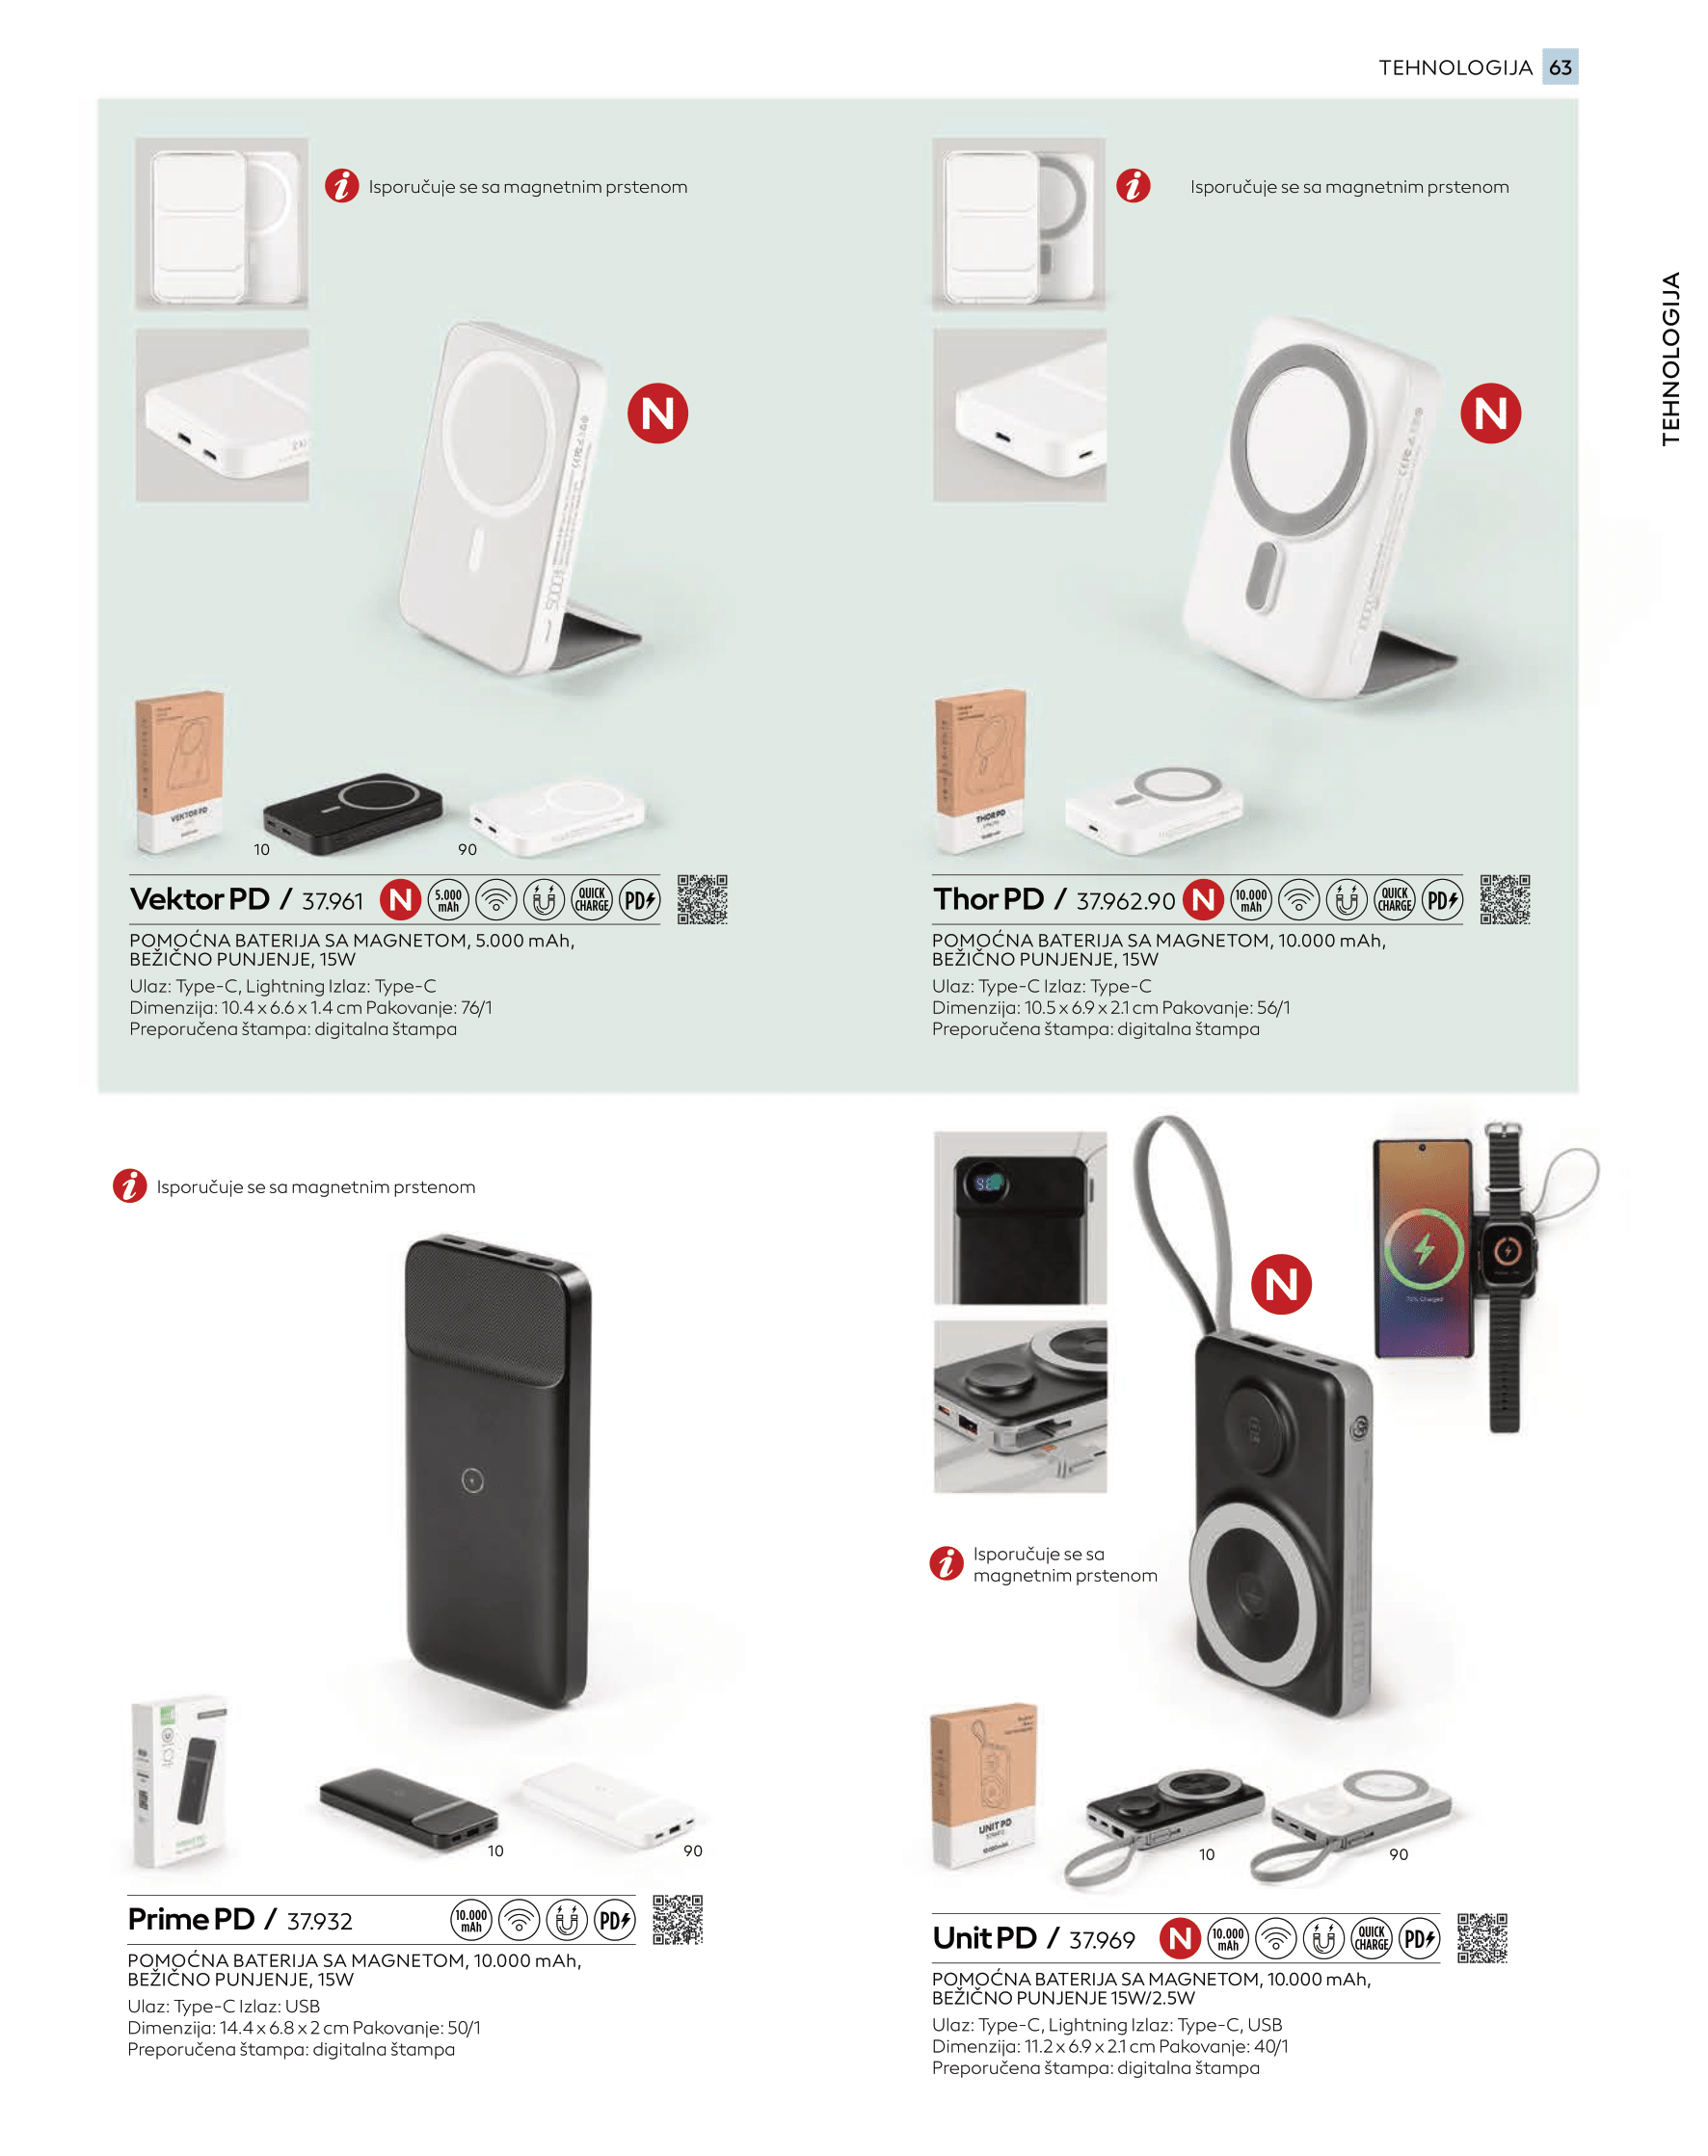 TEHNOLOGIJA 63
TEHNOLOGIJA
Isporučuje se sa magnetnim prstenom
N
VEKTOR PD
10
90
Vektor PD / 37.961 N 5.000 mAh QUICK CHARGE PD
POMOĆNA BATERIJA SA MAGNETOM, 5.000 mAh,
BEŽIČNO PUNJENJE, 15W
Ulaz: Type-C, Lightning Izlaz: Type-C
Dimenzija: 10.4 x 6.6 x 1.4 cm Pakovanje: 76/1
Preporučena štampa: digitalna štampa
Isporučuje se sa magnetnim prstenom
N
THOR PD
Thor PD / 37.962.90 N 10.000 mAh QUICK CHARGE PD
POMOĆNA BATERIJA SA MAGNETOM, 10.000 mAh,
BEŽIČNO PUNJENJE, 15W
Ulaz: Type-C Izlaz: Type-C
Dimenzija: 10.5 x 6.9 x 2.1 cm Pakovanje: 56/1
Preporučena štampa: digitalna štampa
Isporučuje se sa magnetnim prstenom
10
90
Prime PD / 37.932 10.000 mAh PD
POMOĆNA BATERIJA SA MAGNETOM, 10.000 mAh,
BEŽIČNO PUNJENJE, 15W
Ulaz: Type-C Izlaz: USB
Dimenzija: 14.4 x 6.8 x 2 cm Pakovanje: 50/1
Preporučena štampa: digitalna štampa
N
Isporučuje se sa
magnetnim prstenom
UNIT PD
10
90
Unit PD / 37.969 N 10.000 mAh QUICK CHARGE PD
POMOĆNA BATERIJA SA MAGNETOM, 10.000 mAh,
BEŽIČNO PUNJENJE 15W/2.5W
Ulaz: Type-C, Lightning Izlaz: Type-C, USB
Dimenzija: 11.2 x 6.9 x 2.1 cm Pakovanje: 40/1
Preporučena štampa: digitalna štampa